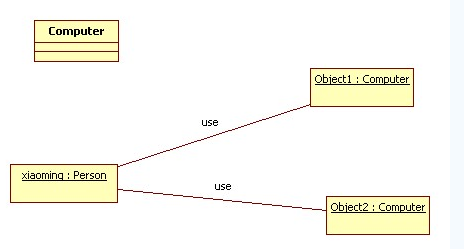 Computer
Object1 : Computer
use
xiaoming : Person
use
Object2 : Computer